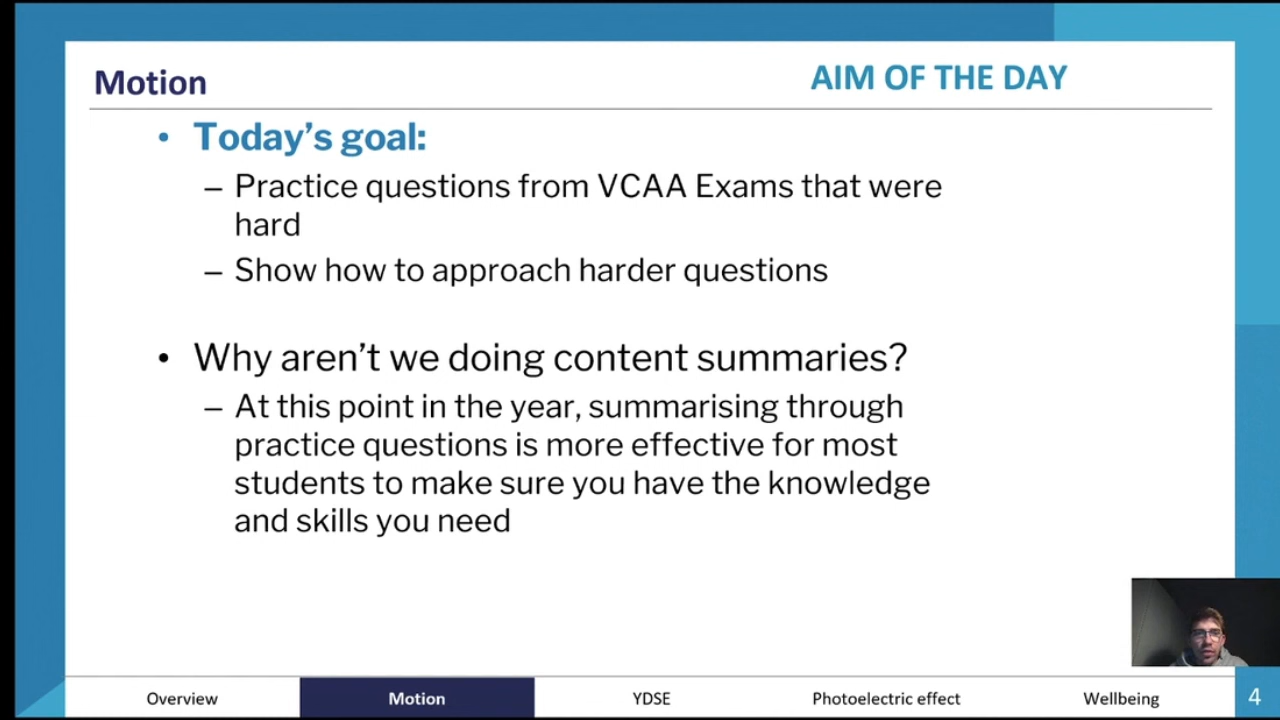 Motion
AIM OF THE DAY
• Today’s goal:
– Practice questions from VCAA Exams that were
hard
– Show how to approach harder questions
• Why aren’t we doing content summaries?
– At this point in the year, summarising through
practice questions is more effective for most
students to make sure you have the knowledge
and skills you need
Overview
Motion
YDSE
Photoelectric effect
Wellbeing
4